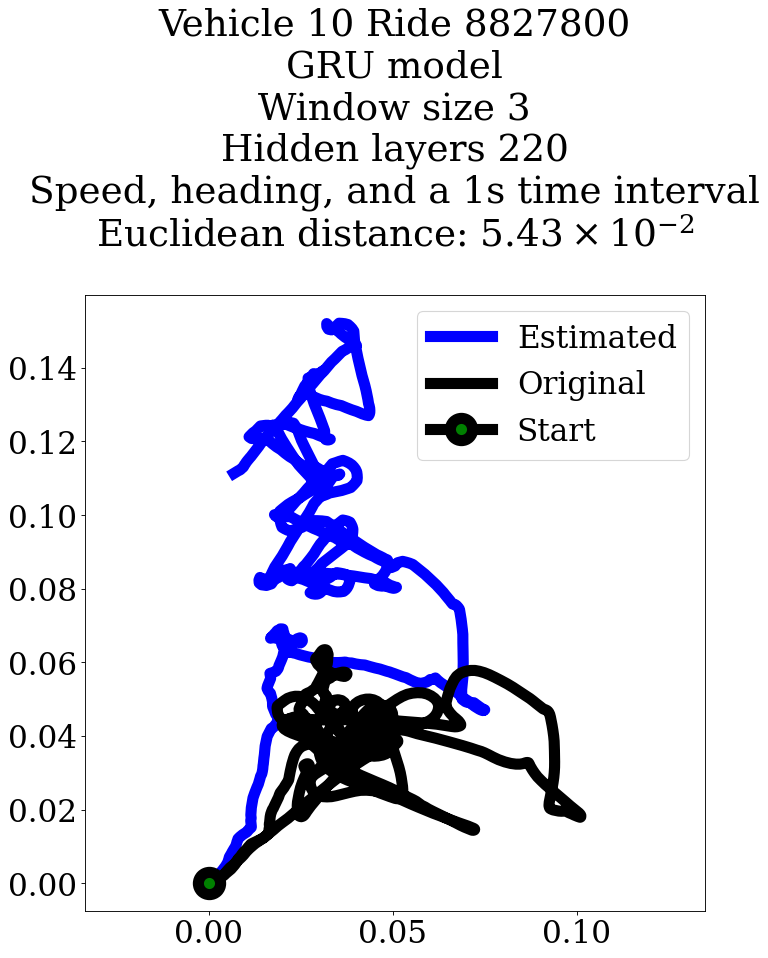 Vehicle 10 Ride 8827800
GRU model
Window size 3
Hidden layers 220
Speed, heading, and a 1s time interval
Euclidean distance: 5.43 × 10⁻²
Estimated
Original
Start
0.14
0.12
0.10
0.08
0.06
0.04
0.02
0.00
0.00 0.05 0.10